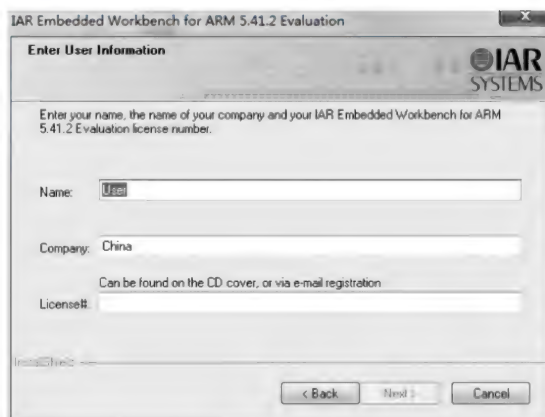 IAR Embedded Workbench for ARM 5.41.2 Evaluation
Enter User Information
IAR
SYSTEMS
Enter your name, the name of your company and your IAR Embedded Workbench for ARM
5.41.2 Evaluation license number.
Name: User
Company: China
Can be found on the CD cover, or via e-mail registration
License#:
InstallShield
< Back Next > Cancel